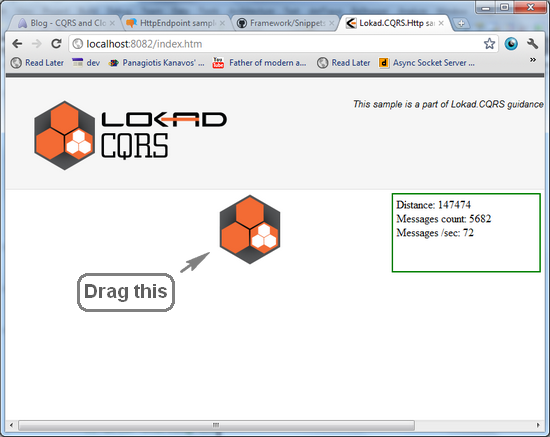 Blog - CQRS and Clo
HttpEndpoint sampl
Framework/Snippets
Lokad.CQRS.Http sa
localhost:8082/index.htm
Read Later
dev
Panagiotis Kanavos'
Father of modern a...
Read Later
Async Socket Server ...
»
This sample is a part of Lokad.CQRS guidance
LOKAD
CQRS
Distance: 147474
Messages count: 5682
Messages /sec: 72
Drag this